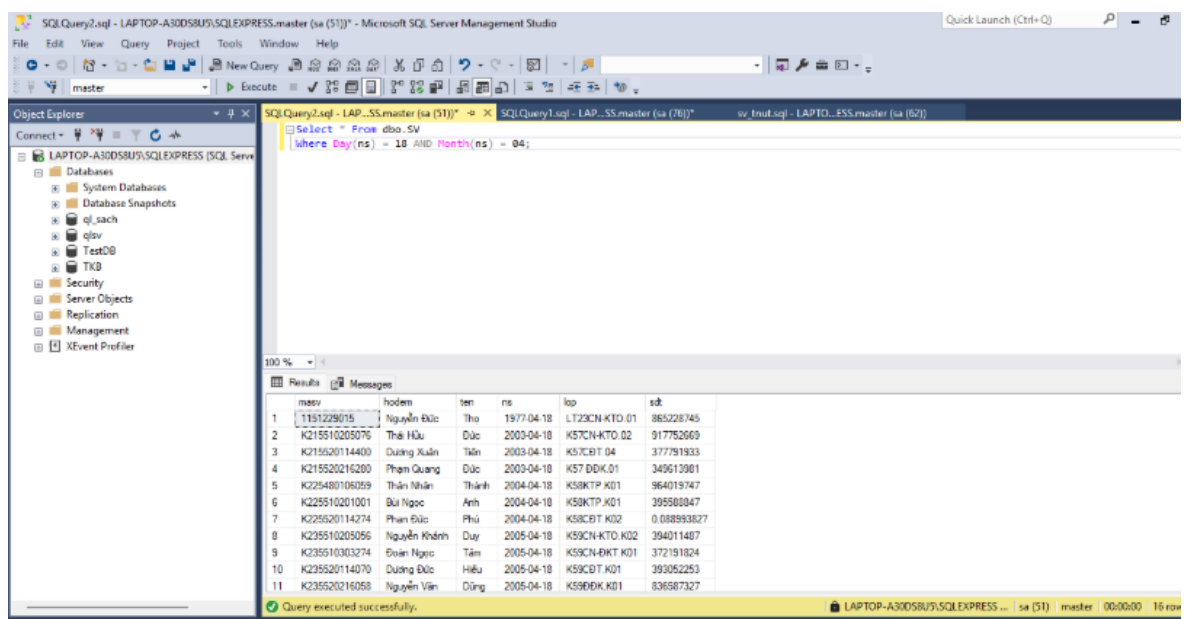 SQLQuery2.sql - LAPTOP-A30DS8U5\SQLEXPRESS.master (sa (51))* - Microsoft SQL Server Management Studio
Quick Launch (Ctrl+Q)
File Edit View Query Project Tools Window Help
New Query
master Execute
Object Explorer
SQLQuery2.sql - LAP...SS.master (sa (51))* SQLQuery1.sql - LAP...SS.master (sa (76))* sv_tnut.sql - LAPTO...ESS.master (sa (62))
Connect
Select * From dbo.SV
Where Day(ns) = 18 AND Month(ns) = 04;
LAPTOP-A30DS8U5\SQLEXPRESS (SQL Serve
Databases
System Databases
Database Snapshots
ql_sach
qlsv
TestDB
TKB
Security
Server Objects
Replication
Management
XEvent Profiler
100 %
Results Messages
masv hodem ten ns lop sdt
1 1151229015 Nguyễn Đức Thọ 1977-04-18 LT23CN-KTO.01 865228745
2 K215510205076 Thái Hữu Đức 2003-04-18 K57CN-KTO.02 917752669
3 K215520114400 Dương Xuân Tiến 2003-04-18 K57CĐT.04 377791933
4 K215520216280 Phạm Quang Đức 2003-04-18 K57 ĐĐK.01 349613981
5 K225480106059 Thân Nhân Thành 2004-04-18 K58KTP.K01 964019747
6 K225510201001 Bùi Ngọc Anh 2004-04-18 K58KTP.K01 395588847
7 K225520114274 Phan Đức Phú 2004-04-18 K58CĐT.K02 0.088993827
8 K235510205056 Nguyễn Khánh Duy 2005-04-18 K59CN-KTO.K02 394011487
9 K235510303274 Đoàn Ngọc Tâm 2005-04-18 K59CN-ĐKT.K01 372191824
10 K235520114070 Dương Đức Hiếu 2005-04-18 K59CĐT.K01 393052253
11 K235520216058 Nguyễn Văn Dũng 2005-04-18 K59ĐĐK.K01 836587327
Query executed successfully. LAPTOP-A30DS8U5\SQLEXPRESS ... sa (51) master 00:00:00 16 row